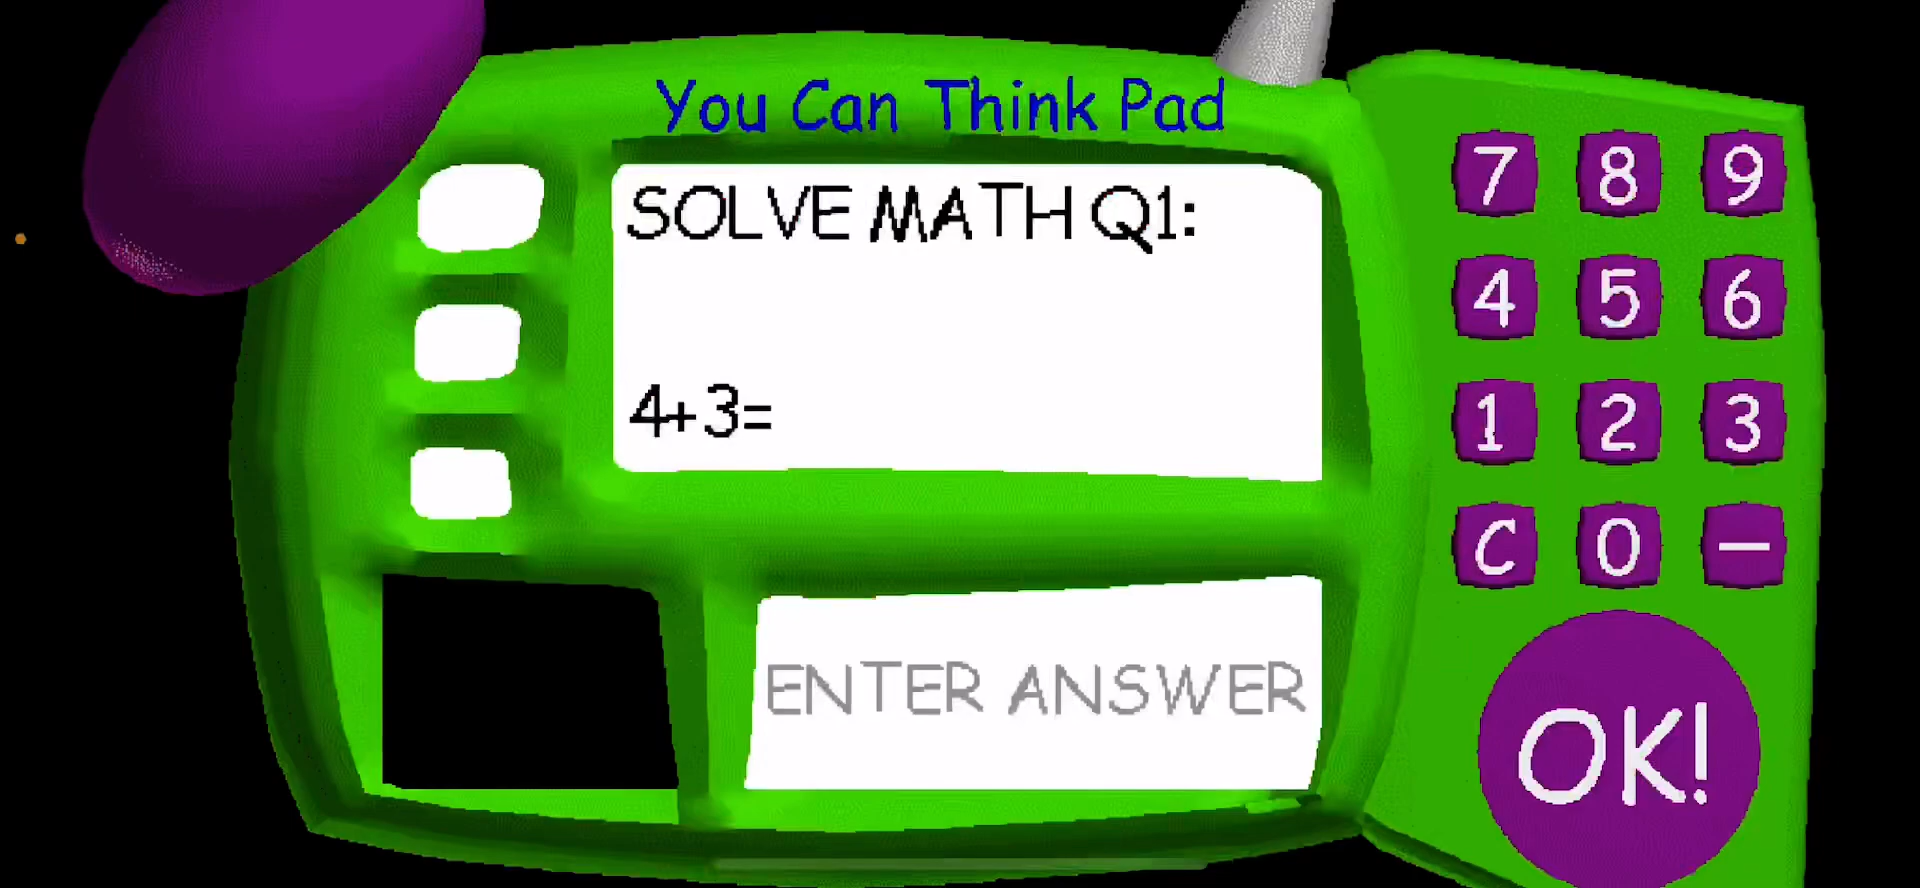 You Can Think Pad
SOLVE MATH Q1:
4+3=
ENTER ANSWER
7 8 9
4 5 6
1 2 3
C 0 —
OK!